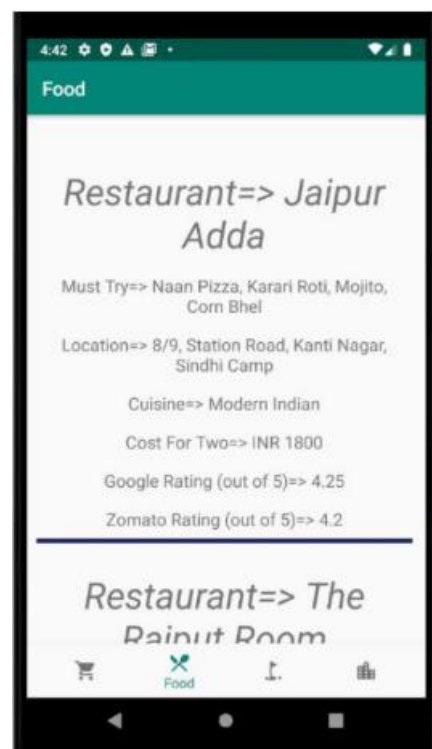 4:42
Food
Restaurant=> Jaipur
Adda
Must Try=> Naan Pizza, Karari Roti, Mojito,
Corn Bhel
Location=> 8/9, Station Road, Kanti Nagar,
Sindhi Camp
Cuisine=> Modern Indian
Cost For Two=> INR 1800
Google Rating (out of 5)=> 4.25
Zomato Rating (out of 5)=> 4.2
Restaurant=> The
Rajput Room
Food